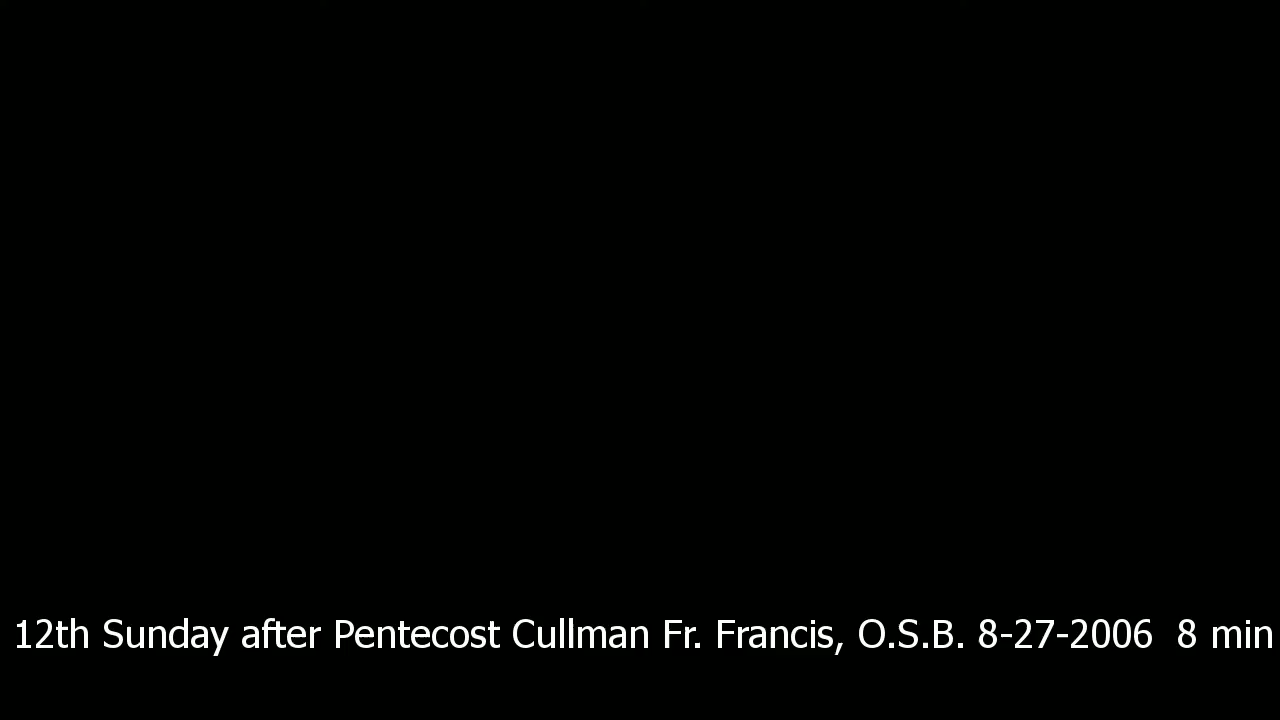 12th Sunday after Pentecost Cullman Fr. Francis, O.S.B. 8-27-2006  8 min